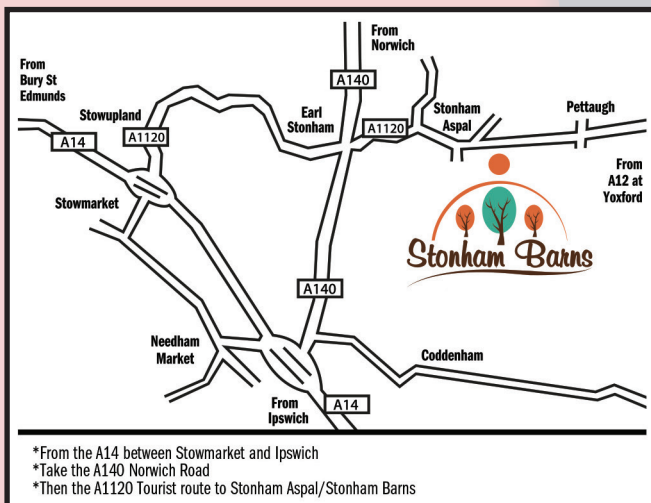 From
Norwich
From
Bury St
Edmunds
A140
Stowupland
Earl
Stonham
Stonham
Aspal
Pettaugh
A1120
A1120
A14
From
A12 at
Yoxford
Stowmarket
Stonham Barns
A140
Needham
Market
Coddenham
From
Ipswich
A14
*From the A14 between Stowmarket and Ipswich
*Take the A140 Norwich Road
*Then the A1120 Tourist route to Stonham Aspal/Stonham Barns